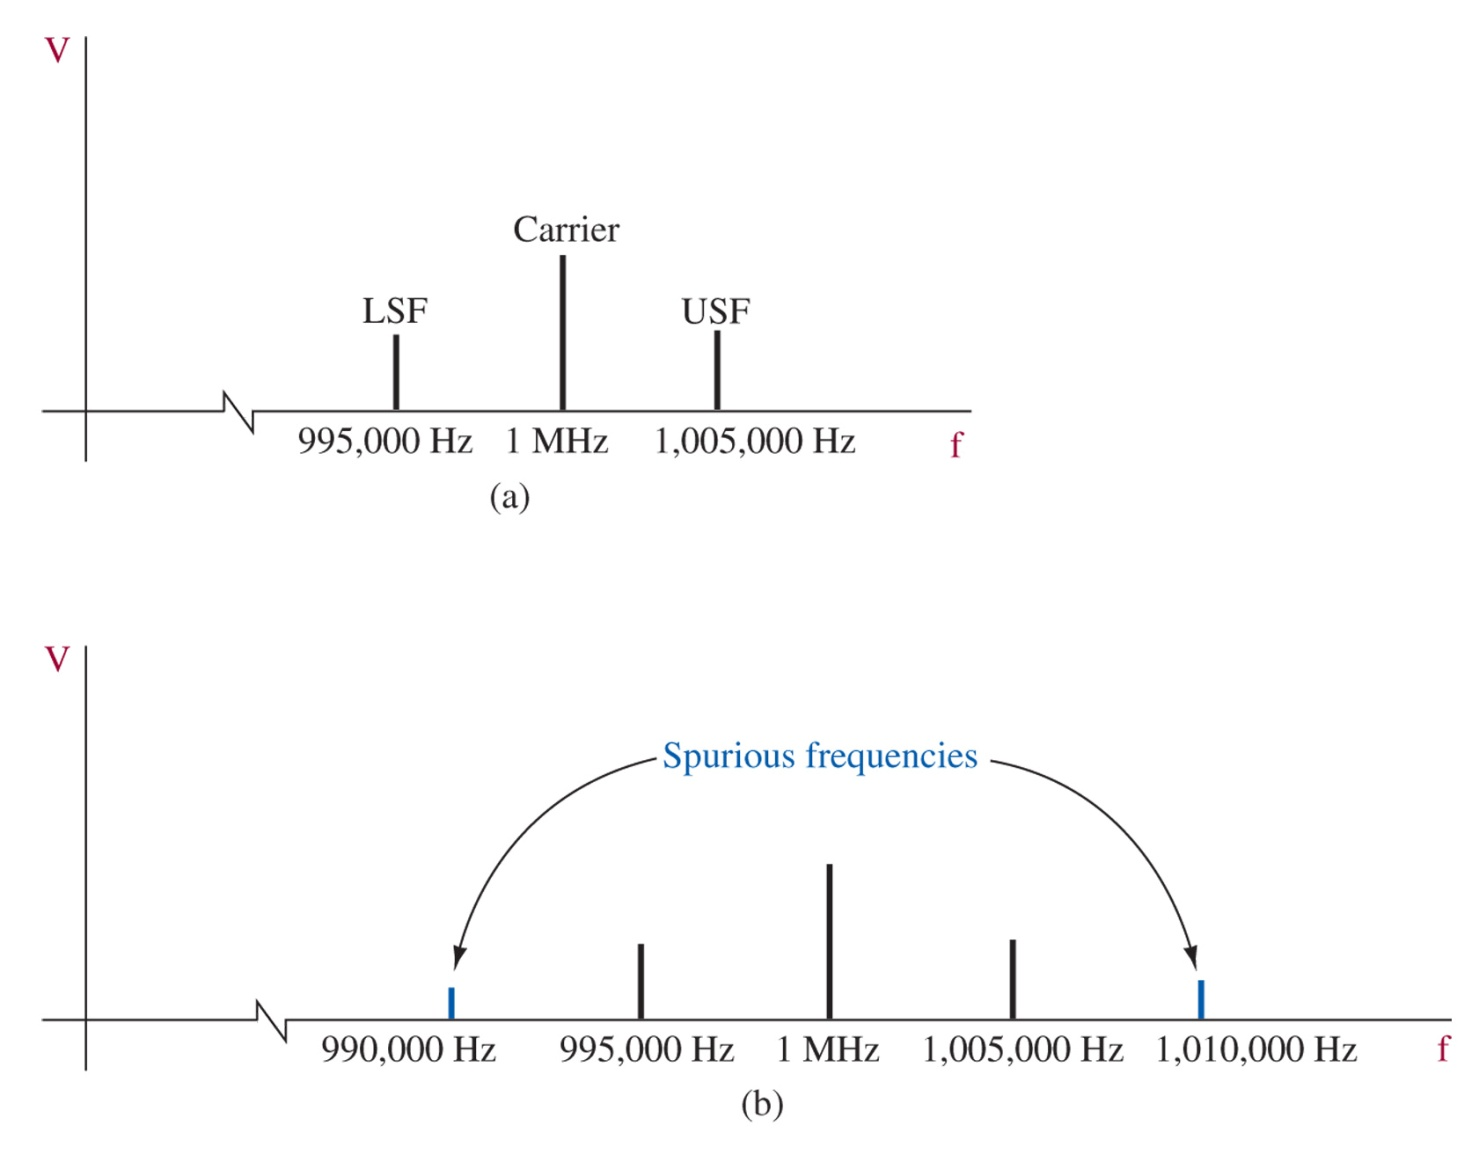 V
Carrier
LSF USF
995,000 Hz 1 MHz 1,005,000 Hz f
(a)
V
Spurious frequencies
990,000 Hz 995,000 Hz 1 MHz 1,005,000 Hz 1,010,000 Hz f
(b)